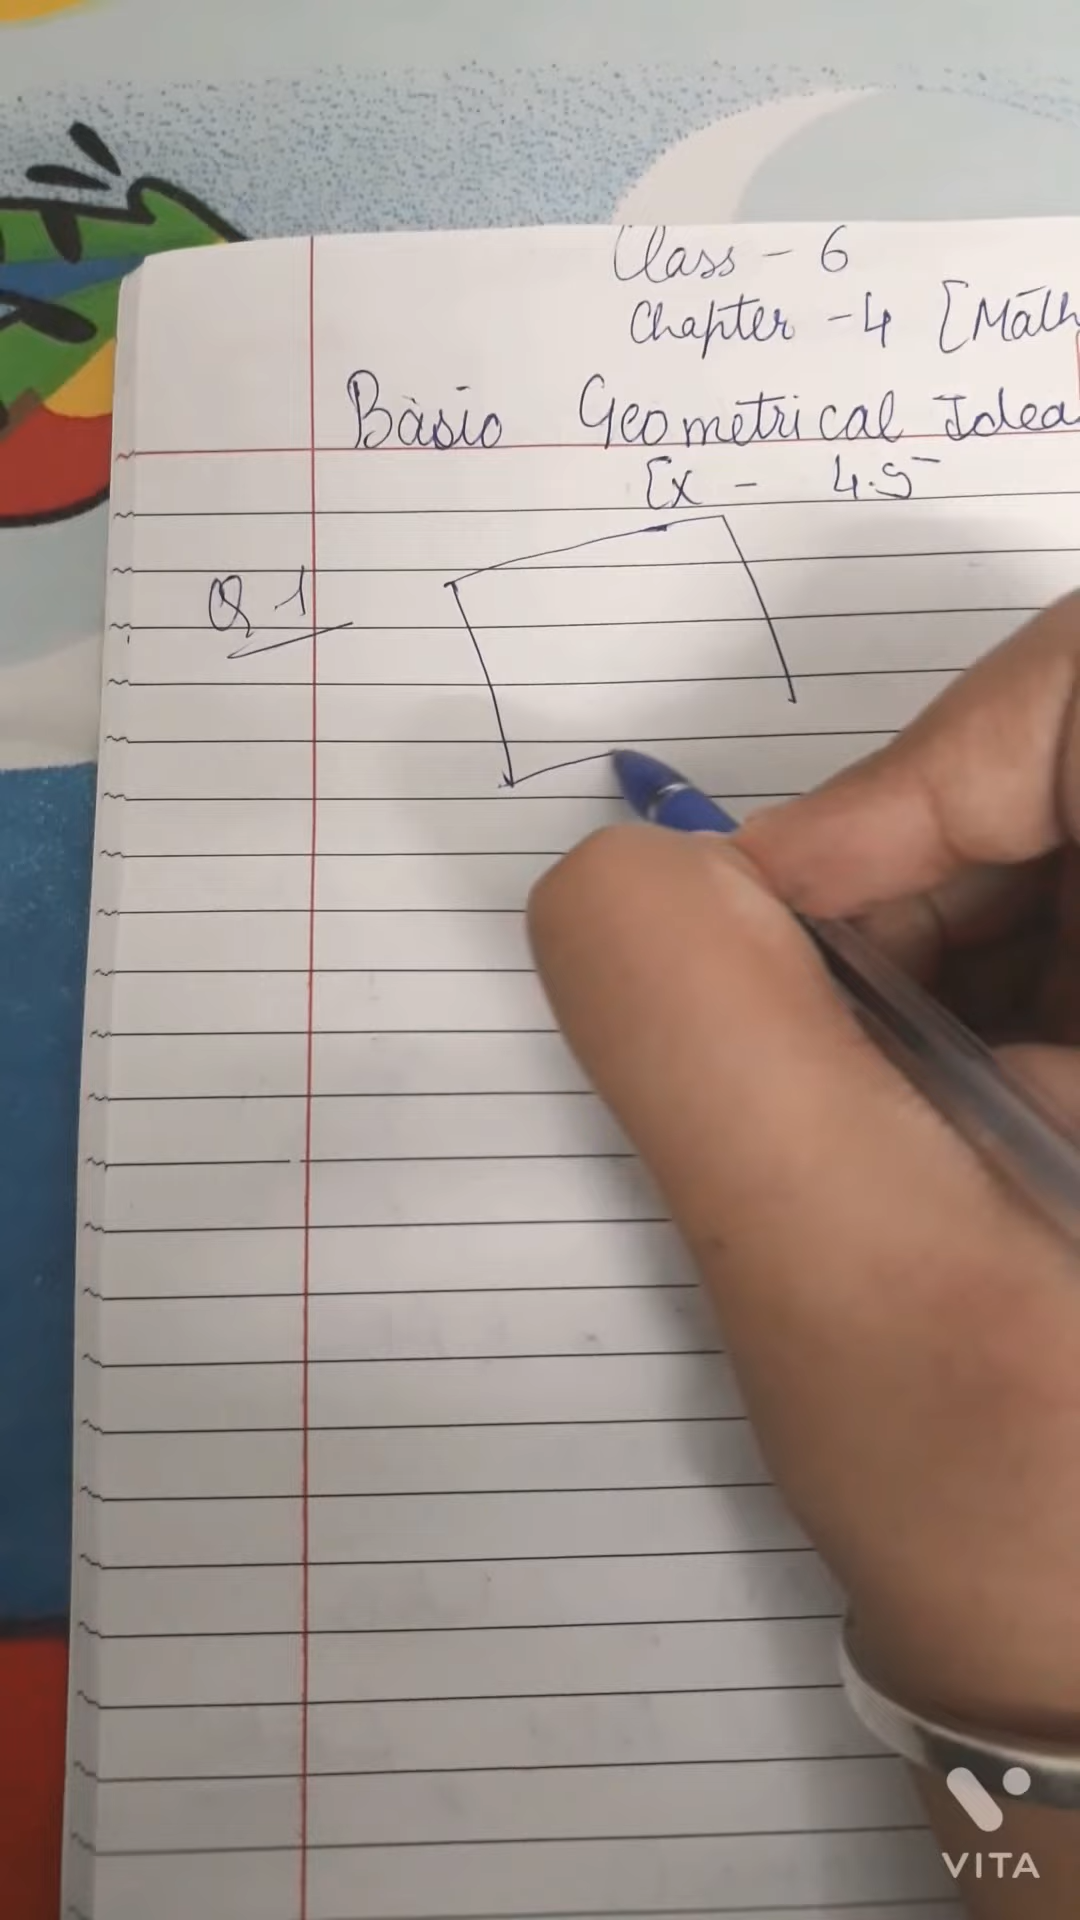 Class - 6
Chapter - 4 [Math
Basic Geometrical Idea
Ex - 4.5
Q 1
VITA